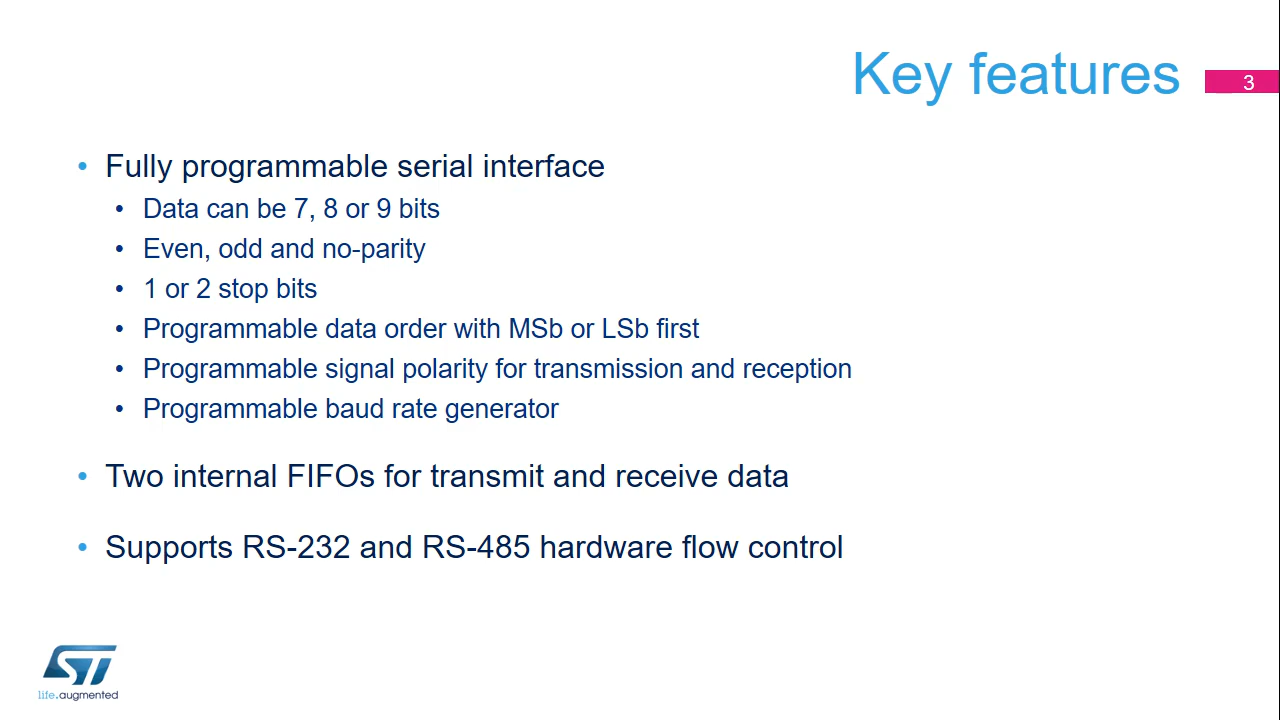 Key features
3
• Fully programmable serial interface
• Data can be 7, 8 or 9 bits
• Even, odd and no-parity
• 1 or 2 stop bits
• Programmable data order with MSb or LSb first
• Programmable signal polarity for transmission and reception
• Programmable baud rate generator
• Two internal FIFOs for transmit and receive data
• Supports RS-232 and RS-485 hardware flow control
ST
life.augmented